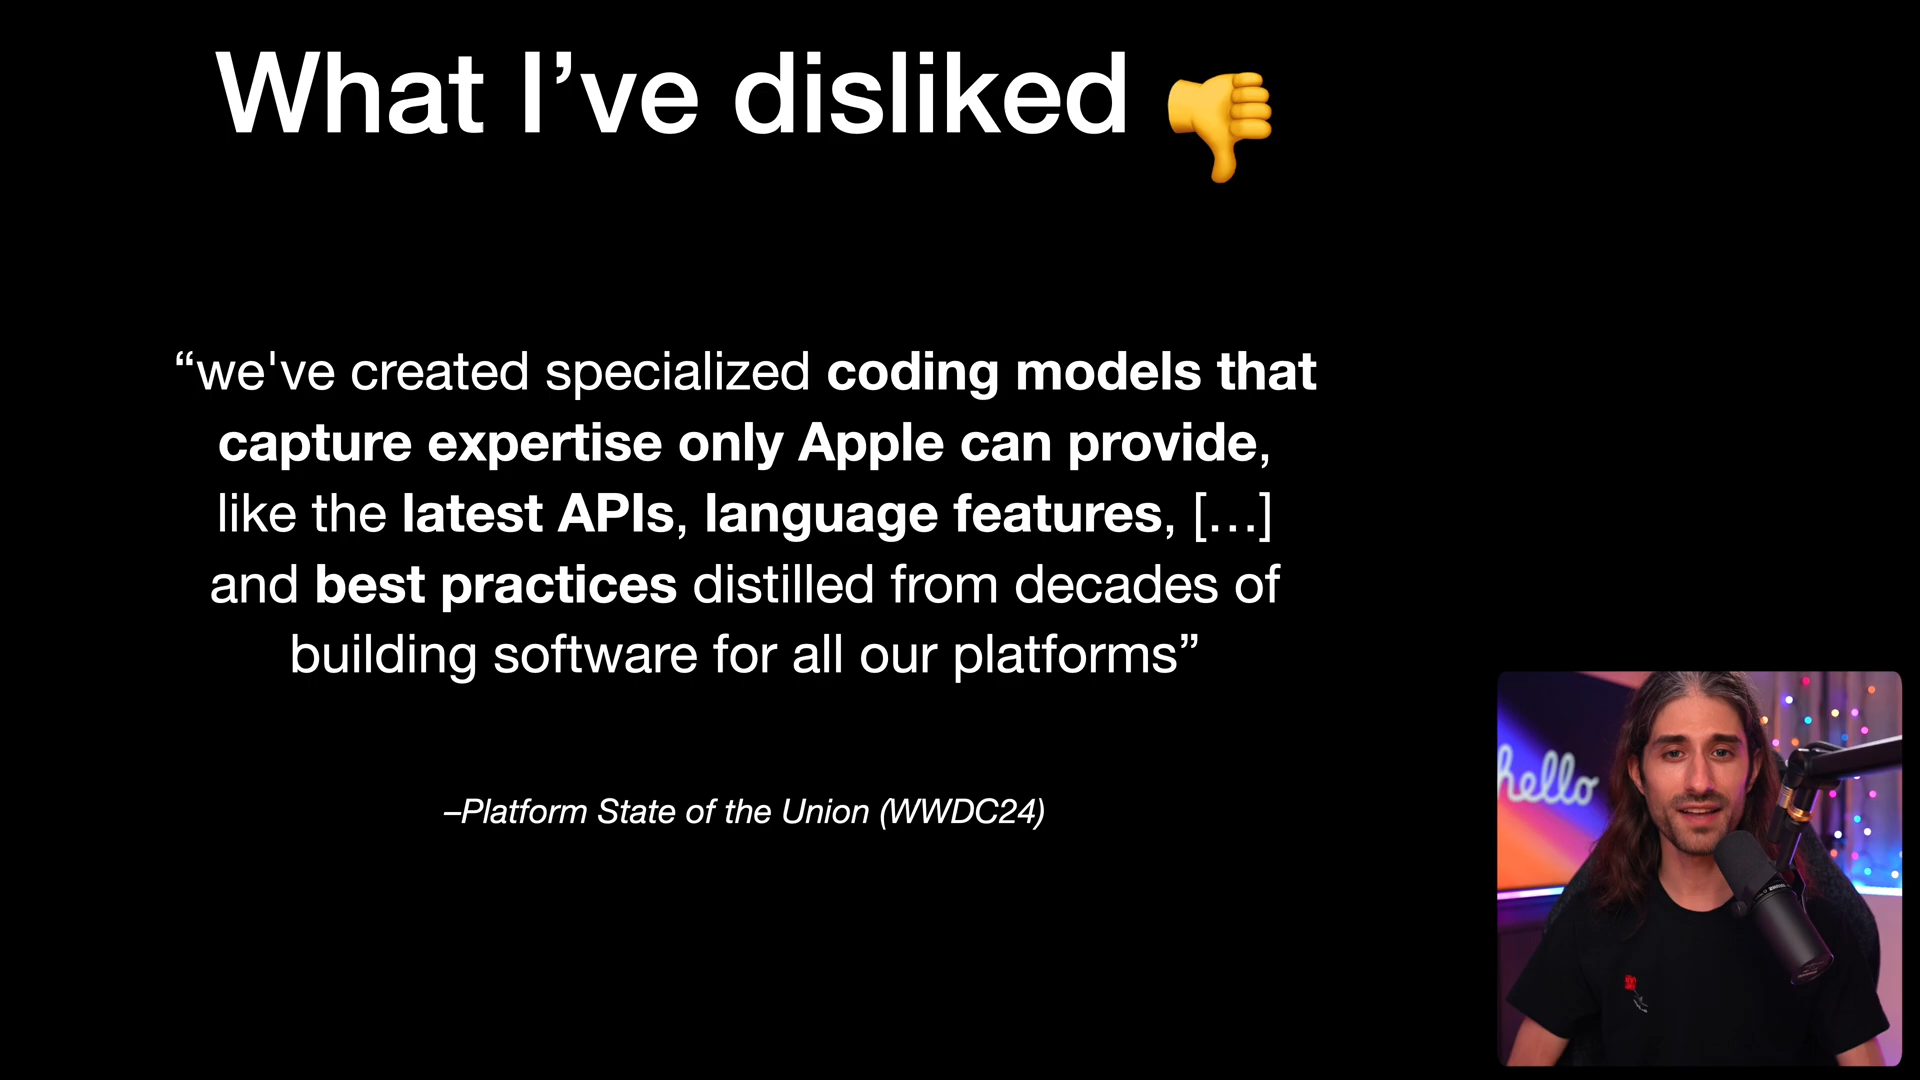 What I’ve disliked 👎
“we've created specialized coding models that
capture expertise only Apple can provide,
like the latest APIs, language features, […]
and best practices distilled from decades of
building software for all our platforms”
–Platform State of the Union (WWDC24)
hello